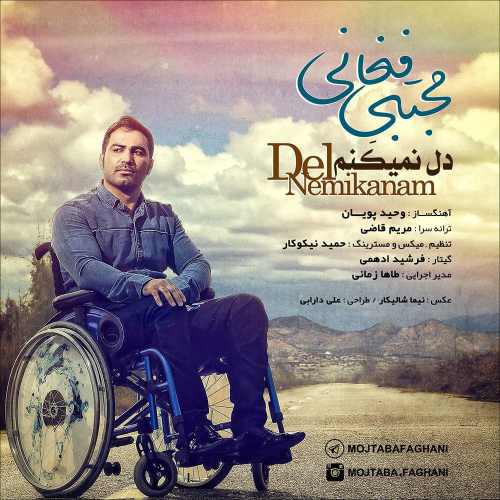 مجتبی فغانی
دل نمیکَنَم
Del
Nemikanam
آهنگساز : وحید پویان
ترانه سرا : مریم قاضی
تنظیم . میکس و مسترینگ : حمید نیکوکار
گیتار : فرشید ادهمی
مدیر اجرایی : طاها زمانی
عکس : نیما شالیکار / طراحی : علی دارابی
MOJTABAFAGHANI
MOJTABA.FAGHANI